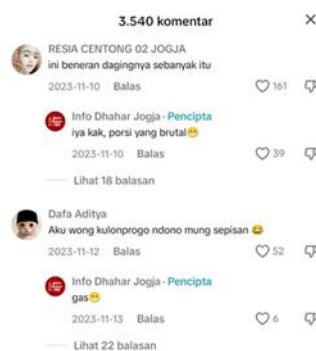 3.540 komentar
RESIA CENTONG 02 JOGJA
ini beneran dagingnya sebanyak itu
2023-11-10 Balas 161
Info Dhahar Jogja · Pencipta
iya kak, porsi yang brutal😁
2023-11-10 Balas 39
Lihat 18 balasan
Dafa Aditya
Aku wong kulonprogo ndono mung sepisan 😂
2023-11-12 Balas 52
Info Dhahar Jogja · Pencipta
gas😁
2023-11-13 Balas 6
Lihat 22 balasan